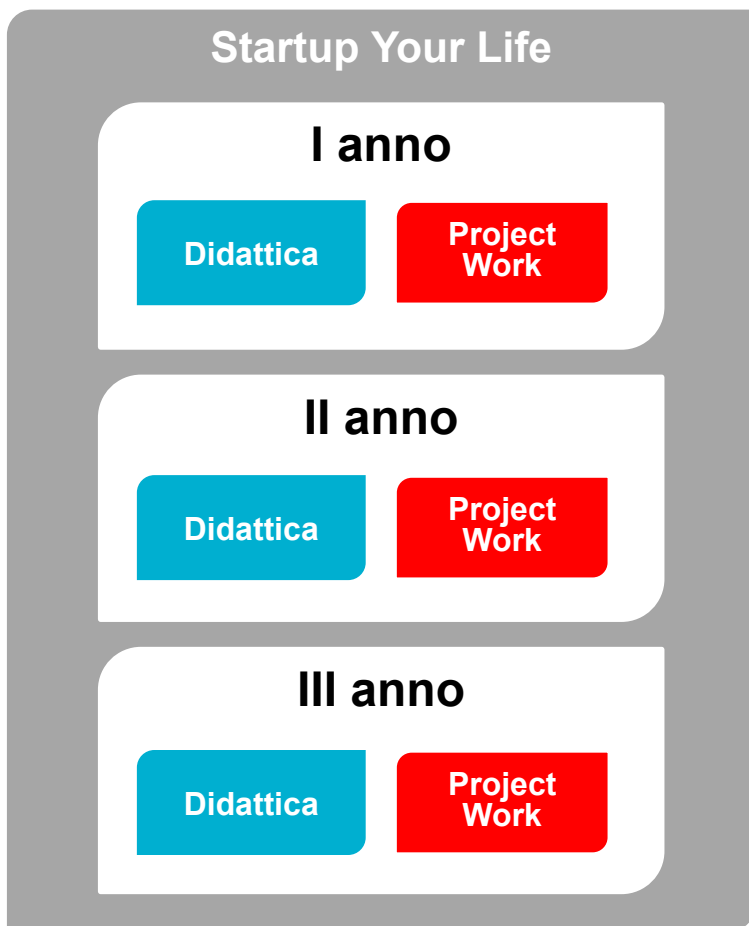 Startup Your Life
I anno
Didattica
Project
Work
II anno
Didattica
Project
Work
III anno
Didattica
Project
Work